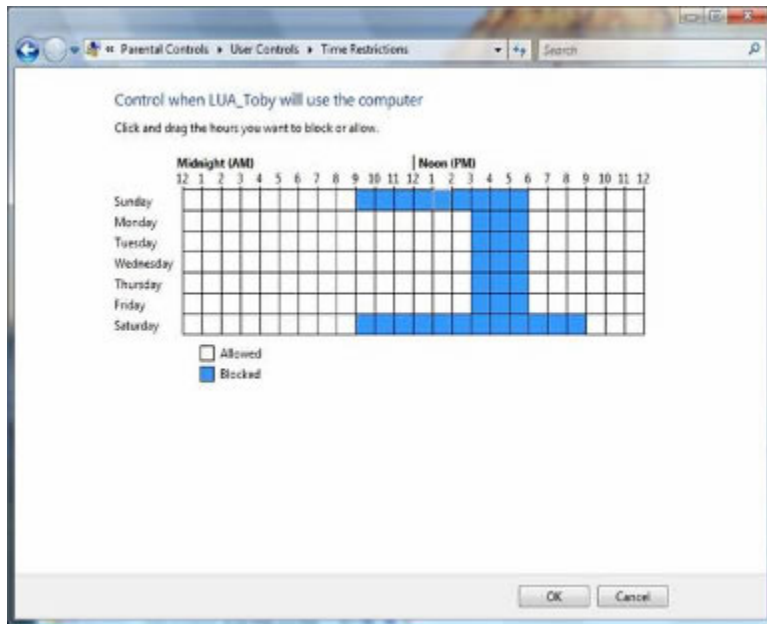 « Parental Controls ▸ User Controls ▸ Time Restrictions Search
Control when LUA_Toby will use the computer
Click and drag the hours you want to block or allow.
Midnight (AM) Noon (PM)
12 1 2 3 4 5 6 7 8 9 10 11 12 1 2 3 4 5 6 7 8 9 10 11 12
Sunday
Monday
Tuesday
Wednesday
Thursday
Friday
Saturday
Allowed
Blocked
OK Cancel